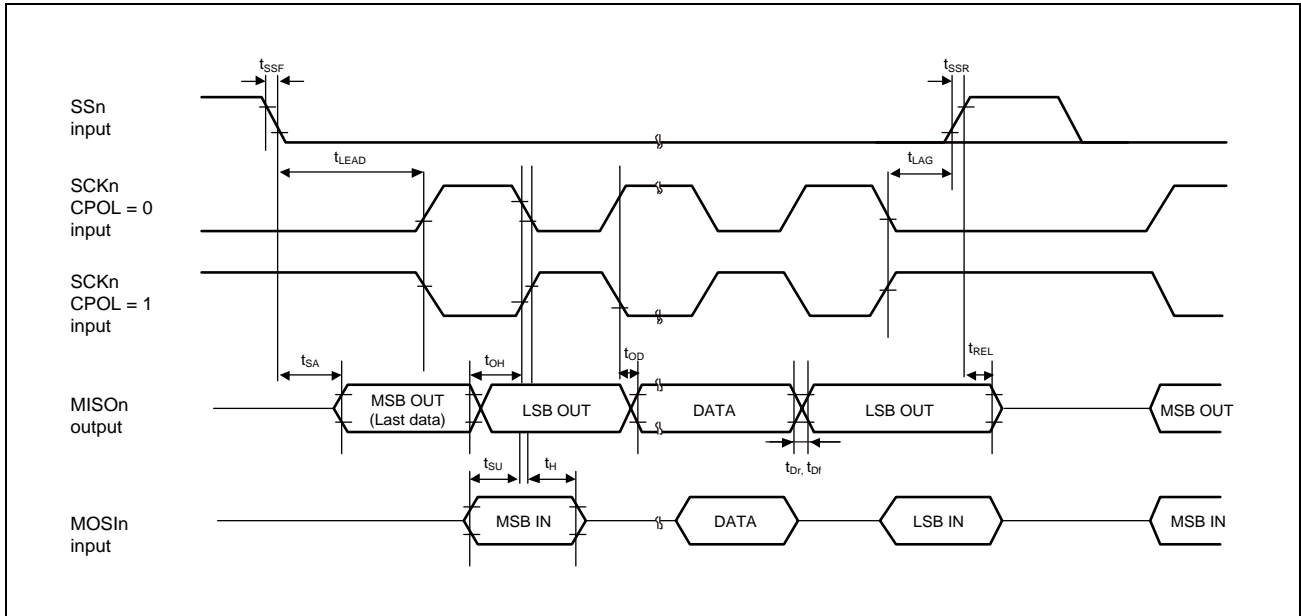 tSSF
tSSR
SSn
input
tLEAD
tLAG
SCKn
CPOL = 0
input
SCKn
CPOL = 1
input
tSA
tOH
tOD
tREL
MISOn
output
MSB OUT
(Last data)
LSB OUT
DATA
LSB OUT
MSB OUT
tDr, tDf
tSU
tH
MOSIn
input
MSB IN
DATA
LSB IN
MSB IN